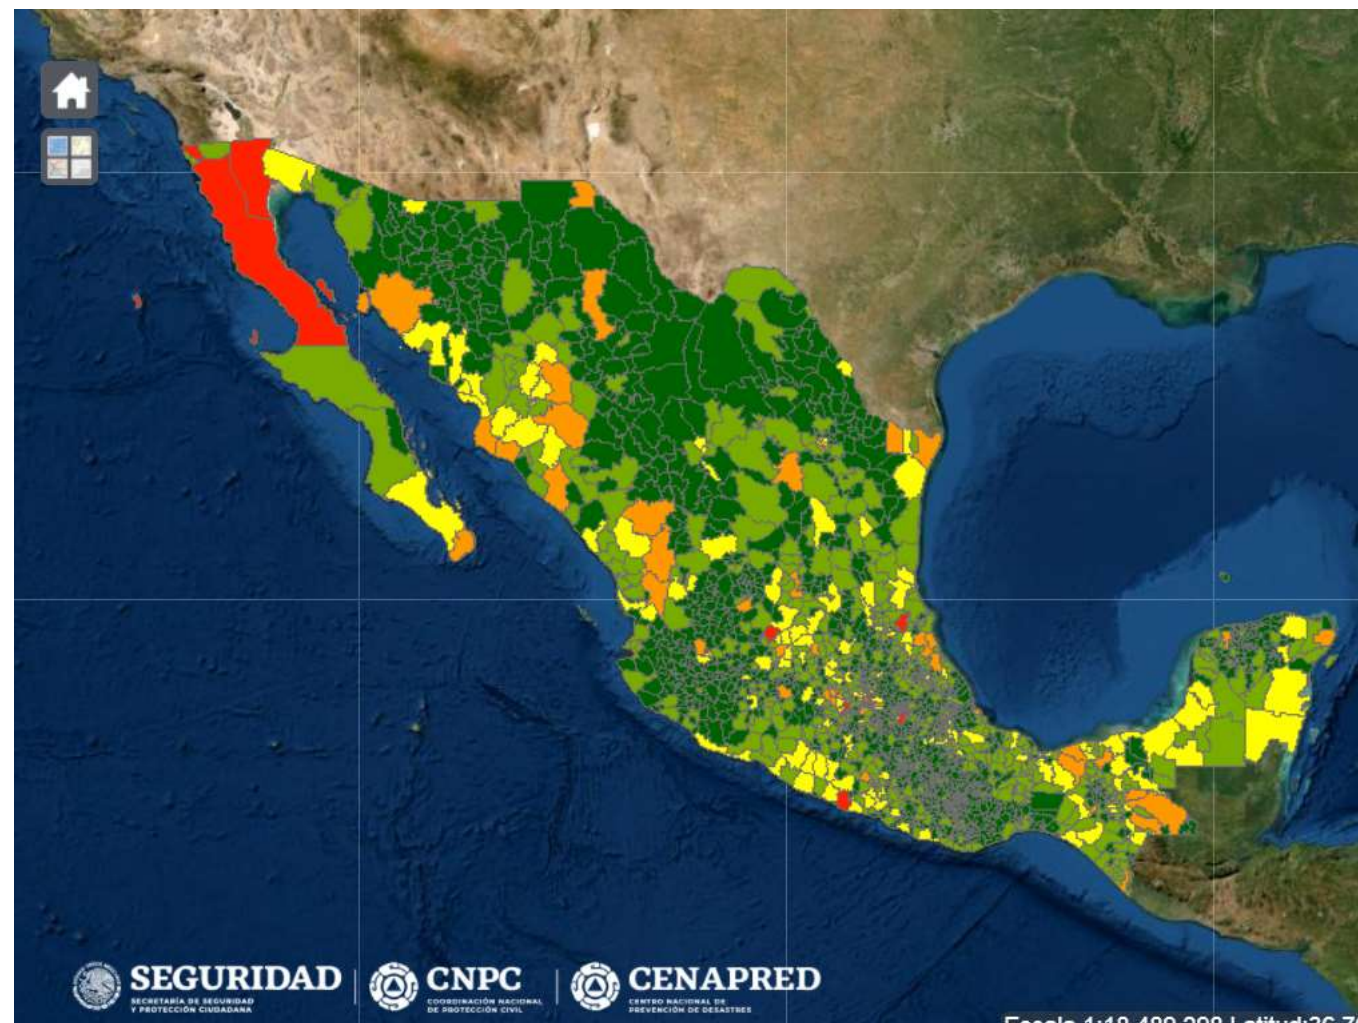 SEGURIDAD
SECRETARÍA DE SEGURIDAD
Y PROTECCIÓN CIUDADANA
CNPC
COORDINACIÓN NACIONAL
DE PROTECCIÓN CIVIL
CENAPRED
CENTRO NACIONAL DE
PREVENCIÓN DE DESASTRES